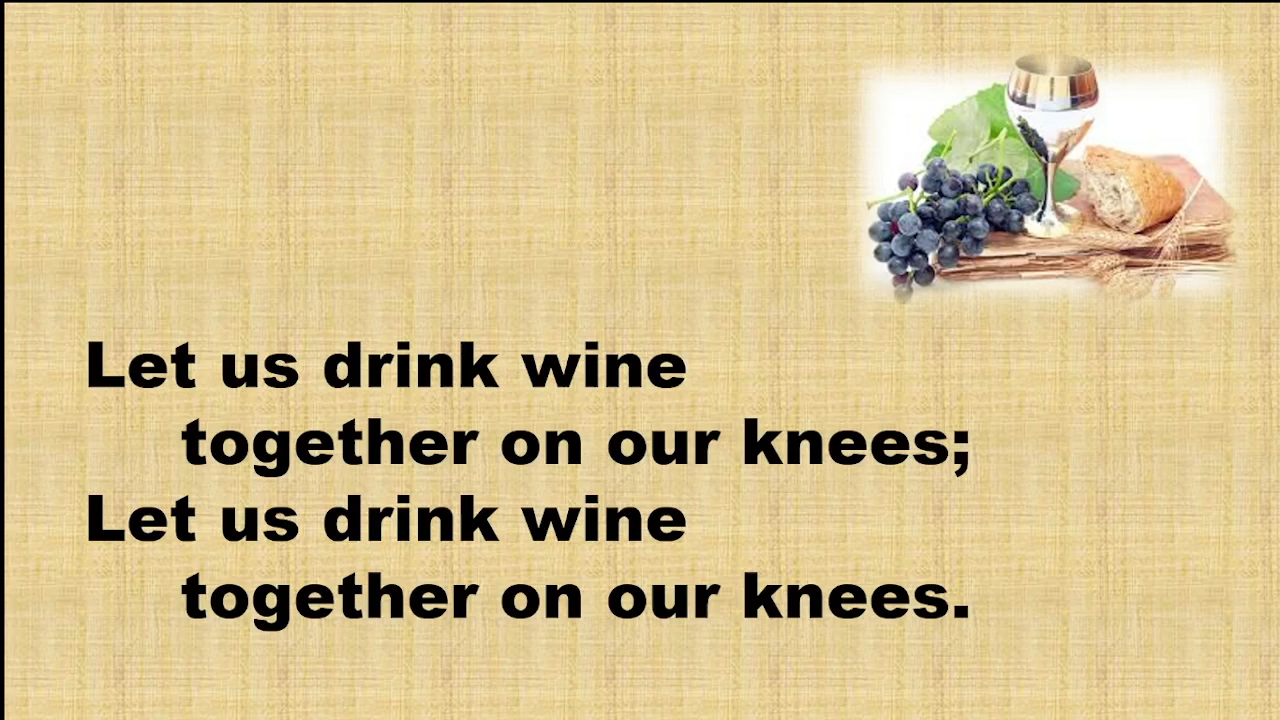 Let us drink wine
together on our knees;
Let us drink wine
together on our knees.